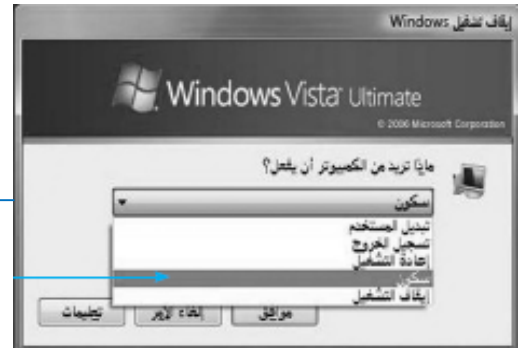 إيقاف تشغيل Windows
Windows Vista Ultimate
© 2006 Microsoft Corporation
ماذا تريد من الكمبيوتر أن يفعل؟
سكون
تبديل المستخدم
تسجيل الخروج
إعادة التشغيل
سكون
إيقاف التشغيل
موافق إلغاء الأمر تعليمات